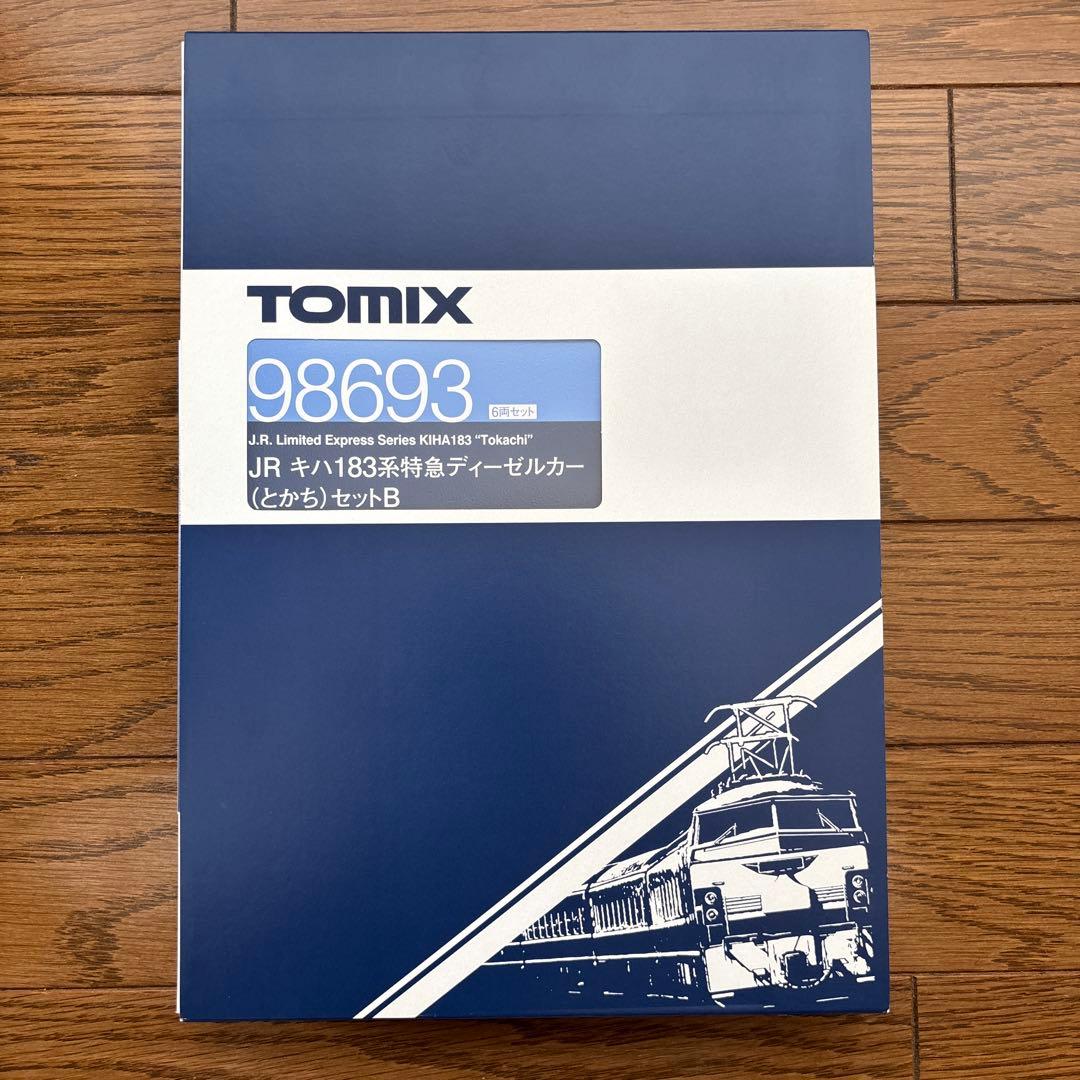 TOMIX
98693 6両セット
J.R. Limited Express Series KIHA183 “Tokachi”
JR キハ183系特急ディーゼルカー
(とかち)セットB